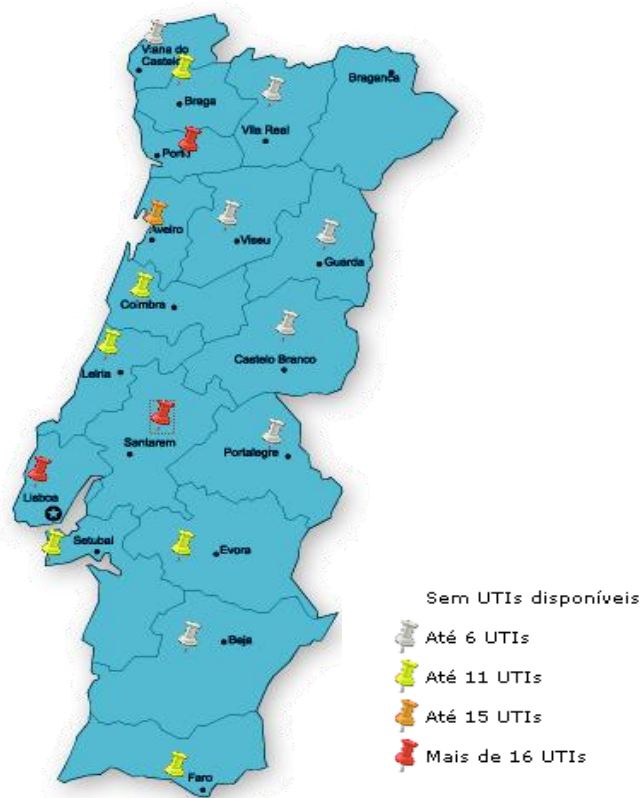 Viana do
Castelo
Braga
Bragança
Vila Real
Porto
Aveiro
Viseu
Guarda
Coimbra
Castelo Branco
Leiria
Santarem
Portalegre
Lisboa
Setubal
Evora
Beja
Faro
Sem UTIs disponíveis
Até 6 UTIs
Até 11 UTIs
Até 15 UTIs
Mais de 16 UTIs